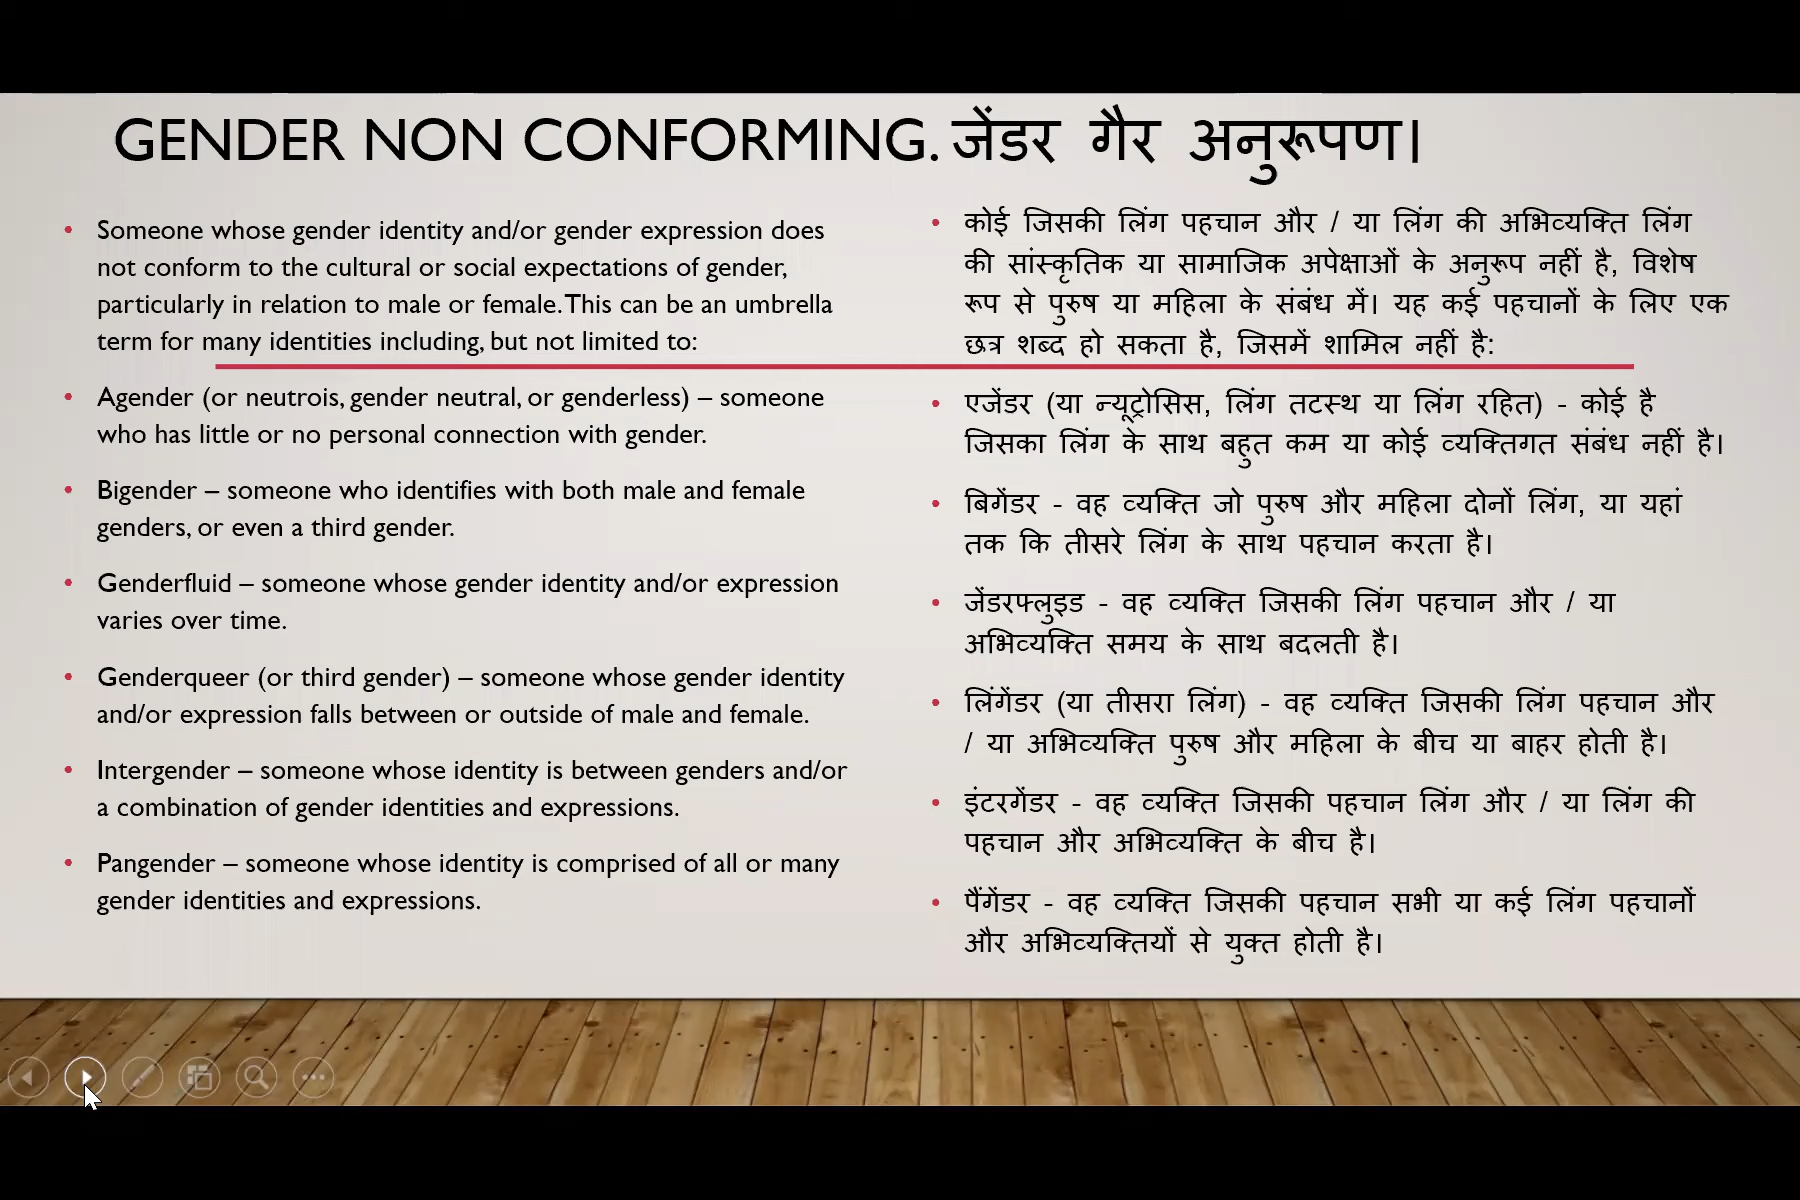 GENDER NON CONFORMING. जेंडर गैर अनुरूपण।
• Someone whose gender identity and/or gender expression does
not conform to the cultural or social expectations of gender,
particularly in relation to male or female. This can be an umbrella
term for many identities including, but not limited to:
• Agender (or neutrois, gender neutral, or genderless) – someone
who has little or no personal connection with gender.
• Bigender – someone who identifies with both male and female
genders, or even a third gender.
• Genderfluid – someone whose gender identity and/or expression
varies over time.
• Genderqueer (or third gender) – someone whose gender identity
and/or expression falls between or outside of male and female.
• Intergender – someone whose identity is between genders and/or
a combination of gender identities and expressions.
• Pangender – someone whose identity is comprised of all or many
gender identities and expressions.
• कोई जिसकी लिंग पहचान और / या लिंग की अभिव्यक्ति लिंग
की सांस्कृतिक या सामाजिक अपेक्षाओं के अनुरूप नहीं है, विशेष
रूप से पुरुष या महिला के संबंध में। यह कई पहचानों के लिए एक
छत्र शब्द हो सकता है, जिसमें शामिल नहीं है:
• एजेंडर (या न्यूट्रोसिस, लिंग तटस्थ या लिंग रहित) - कोई है
जिसका लिंग के साथ बहुत कम या कोई व्यक्तिगत संबंध नहीं है।
• बिगेंडर - वह व्यक्ति जो पुरुष और महिला दोनों लिंग, या यहां
तक कि तीसरे लिंग के साथ पहचान करता है।
• जेंडरफ्लुइड - वह व्यक्ति जिसकी लिंग पहचान और / या
अभिव्यक्ति समय के साथ बदलती है।
• लिंगेंडर (या तीसरा लिंग) - वह व्यक्ति जिसकी लिंग पहचान और
/ या अभिव्यक्ति पुरुष और महिला के बीच या बाहर होती है।
• इंटरगेंडर - वह व्यक्ति जिसकी पहचान लिंग और / या लिंग की
पहचान और अभिव्यक्ति के बीच है।
• पैंगेंडर - वह व्यक्ति जिसकी पहचान सभी या कई लिंग पहचानों
और अभिव्यक्तियों से युक्त होती है।